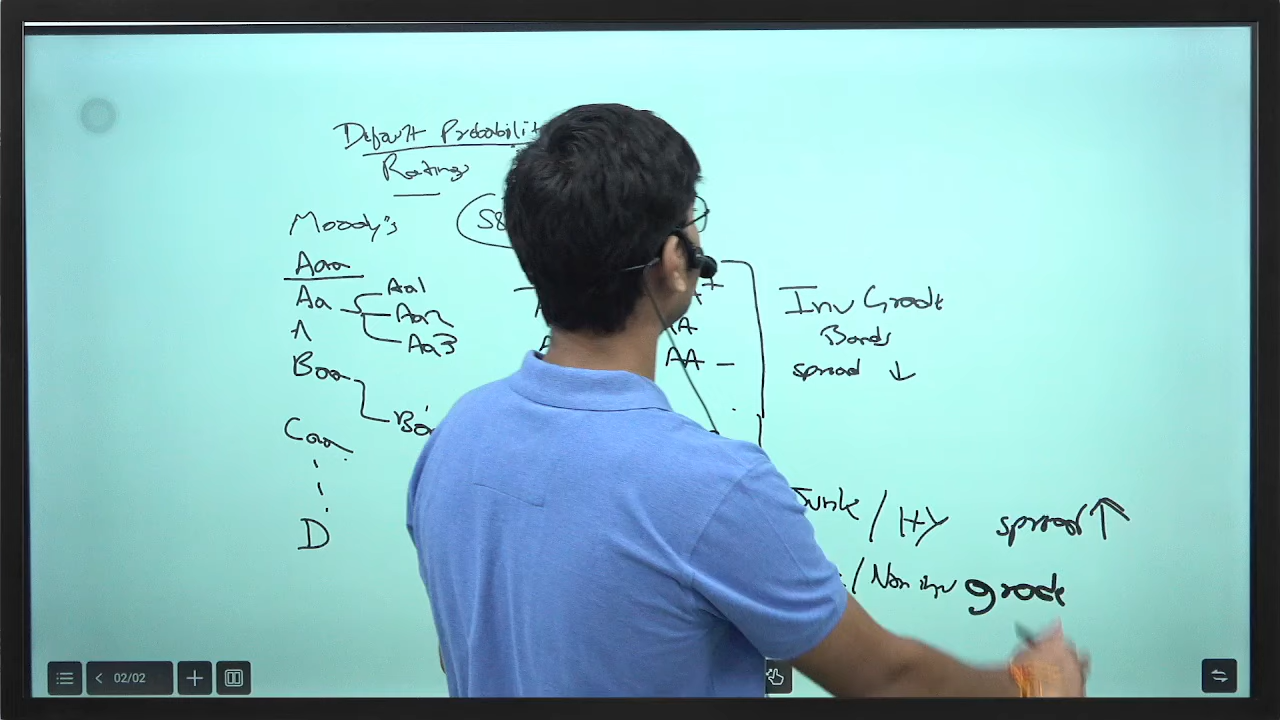 Default Probabilit
Ratings
Moody's
S&
Aaa
Aa
Aa1
Aa2
Aa3
A
Baa
Ba
Caa
D
AA
AA -
Inv Grade
Bonds
spread ↓
Junk / HY spread ↑
/ Non inv grade
02/02